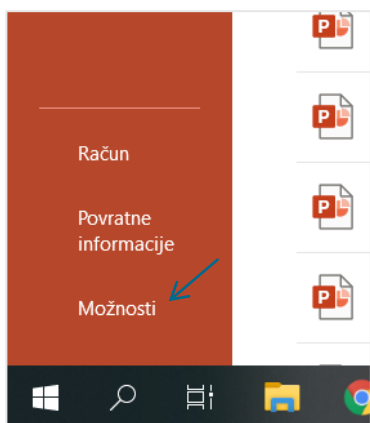 Račun
Povratne
informacije
Možnosti
P
P
P
P